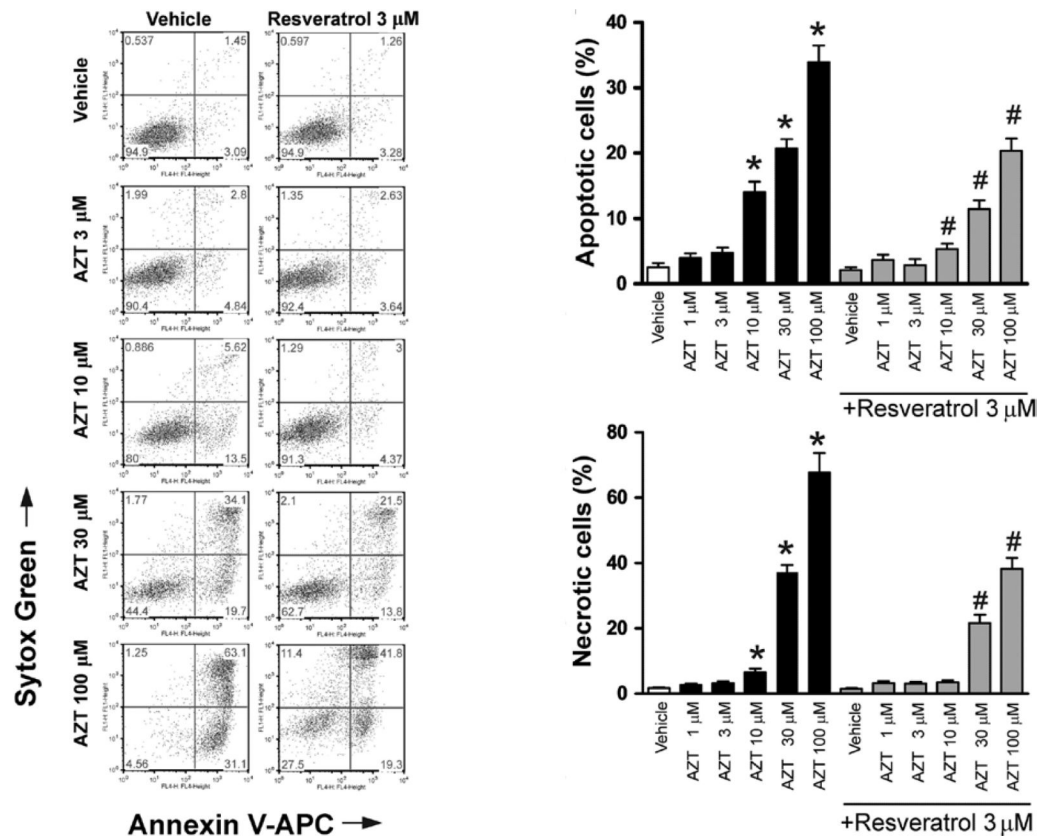 Vehicle
Resveratrol 3 μM
Vehicle
0.537
1.45
94.9
3.09
0.597
1.26
94.9
3.28
AZT 3 μM
1.99
2.8
90.4
4.84
1.35
2.63
92.4
3.64
AZT 10 μM
0.886
5.62
80
13.5
1.29
3
91.3
4.37
AZT 30 μM
1.77
34.1
44.4
19.7
2.1
21.5
62.7
13.8
AZT 100 μM
1.25
63.1
4.56
31.1
11.4
41.8
27.5
19.3
FL1-H: FL1-Height
FL4-H: FL4-Height
Sytox Green
Annexin V-APC
Apoptotic cells (%)
40
30
20
10
0
* * * # # #
Vehicle
AZT 1 μM
AZT 3 μM
AZT 10 μM
AZT 30 μM
AZT 100 μM
Vehicle
AZT 1 μM
AZT 3 μM
AZT 10 μM
AZT 30 μM
AZT 100 μM
+Resveratrol 3 μM
Necrotic cells (%)
80
60
40
20
0
* * * # #
Vehicle
AZT 1 μM
AZT 3 μM
AZT 10 μM
AZT 30 μM
AZT 100 μM
Vehicle
AZT 1 μM
AZT 3 μM
AZT 10 μM
AZT 30 μM
AZT 100 μM
+Resveratrol 3 μM